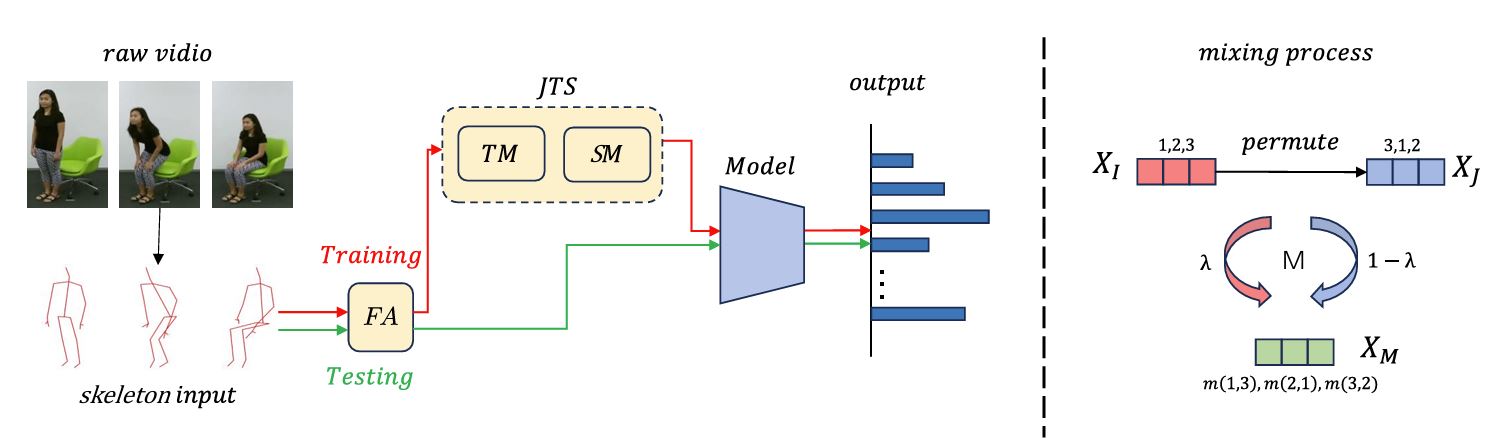 raw vidio
skeleton input
Training
Testing
FA
JTS
TM
SM
Model
output
mixing process
X_I
1,2,3
permute
3,1,2
X_J
λ
M
1 − λ
X_M
m(1,3), m(2,1), m(3,2)